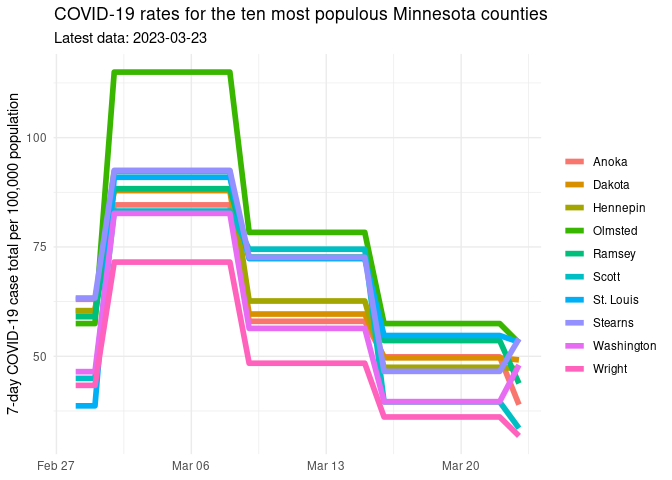 COVID-19 rates for the ten most populous Minnesota counties
Latest data: 2023-03-23
7-day COVID-19 case total per 100,000 population
100
75
50
Feb 27
Mar 06
Mar 13
Mar 20
Anoka
Dakota
Hennepin
Olmsted
Ramsey
Scott
St. Louis
Stearns
Washington
Wright